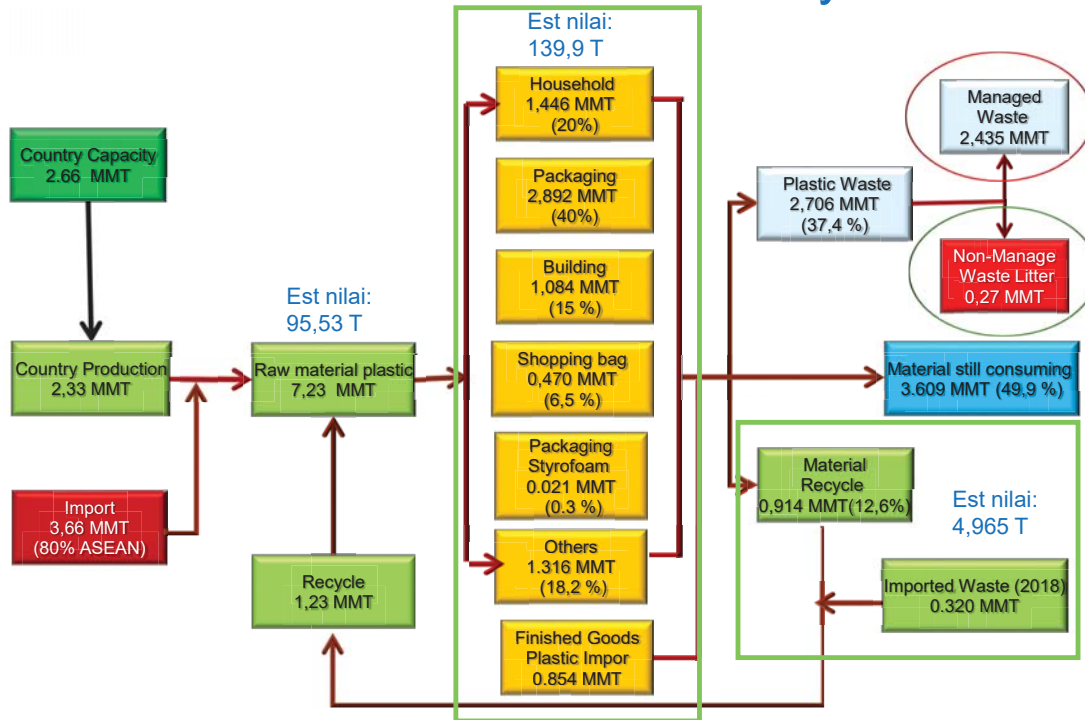 Est nilai:
139,9 T
Country Capacity
2.66 MMT
Country Production
2,33 MMT
Import
3,66 MMT
(80% ASEAN)
Est nilai:
95,53 T
Raw material plastic
7,23 MMT
Recycle
1,23 MMT
Household
1,446 MMT
(20%)
Packaging
2,892 MMT
(40%)
Building
1,084 MMT
(15 %)
Shopping bag
0,470 MMT
(6,5 %)
Packaging
Styrofoam
0.021 MMT
(0.3 %)
Others
1.316 MMT
(18,2 %)
Finished Goods
Plastic Impor
0.854 MMT
Managed
Waste
2,435 MMT
Plastic Waste
2,706 MMT
(37,4 %)
Non-Manage
Waste Litter
0,27 MMT
Material still consuming
3.609 MMT (49,9 %)
Material
Recycle
0,914 MMT(12,6%)
Est nilai:
4,965 T
Imported Waste (2018)
0.320 MMT